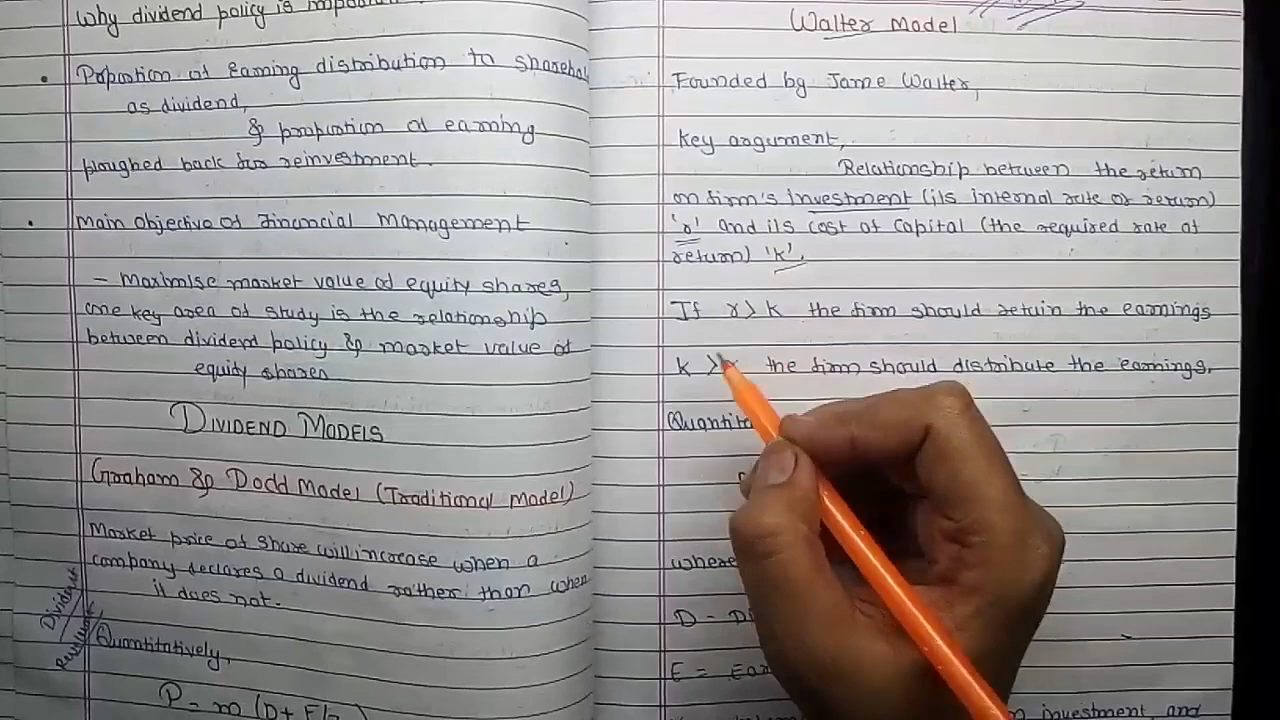 Why dividend policy is
Popostion of Earning distribution to
as dividend,
& propostion of earning
ploughed back for reinvestment.
Main Objective of Financial Management
- Maximise market value of equity shares,
one key area of study is the relationship
between dividend policy & market value of
equity shares
DIVIDEND MODELS
Graham & Dodd Model (Traditional Model)
Market price of share will increase when a
company declares a dividend rather than when
it does not.
Quantitatively,
P = m (D+ E/
Walter Model
Founded by Jame Walter,
Key argument,
Relationship between the return
on firm's investment (its internal rate of return)
'r' and its cost of Capital (the required rate of
return) 'k'.
If r > k the firm should retain the earnings
k > the firm should distribute the earnings.
where
D -
E =
investment and